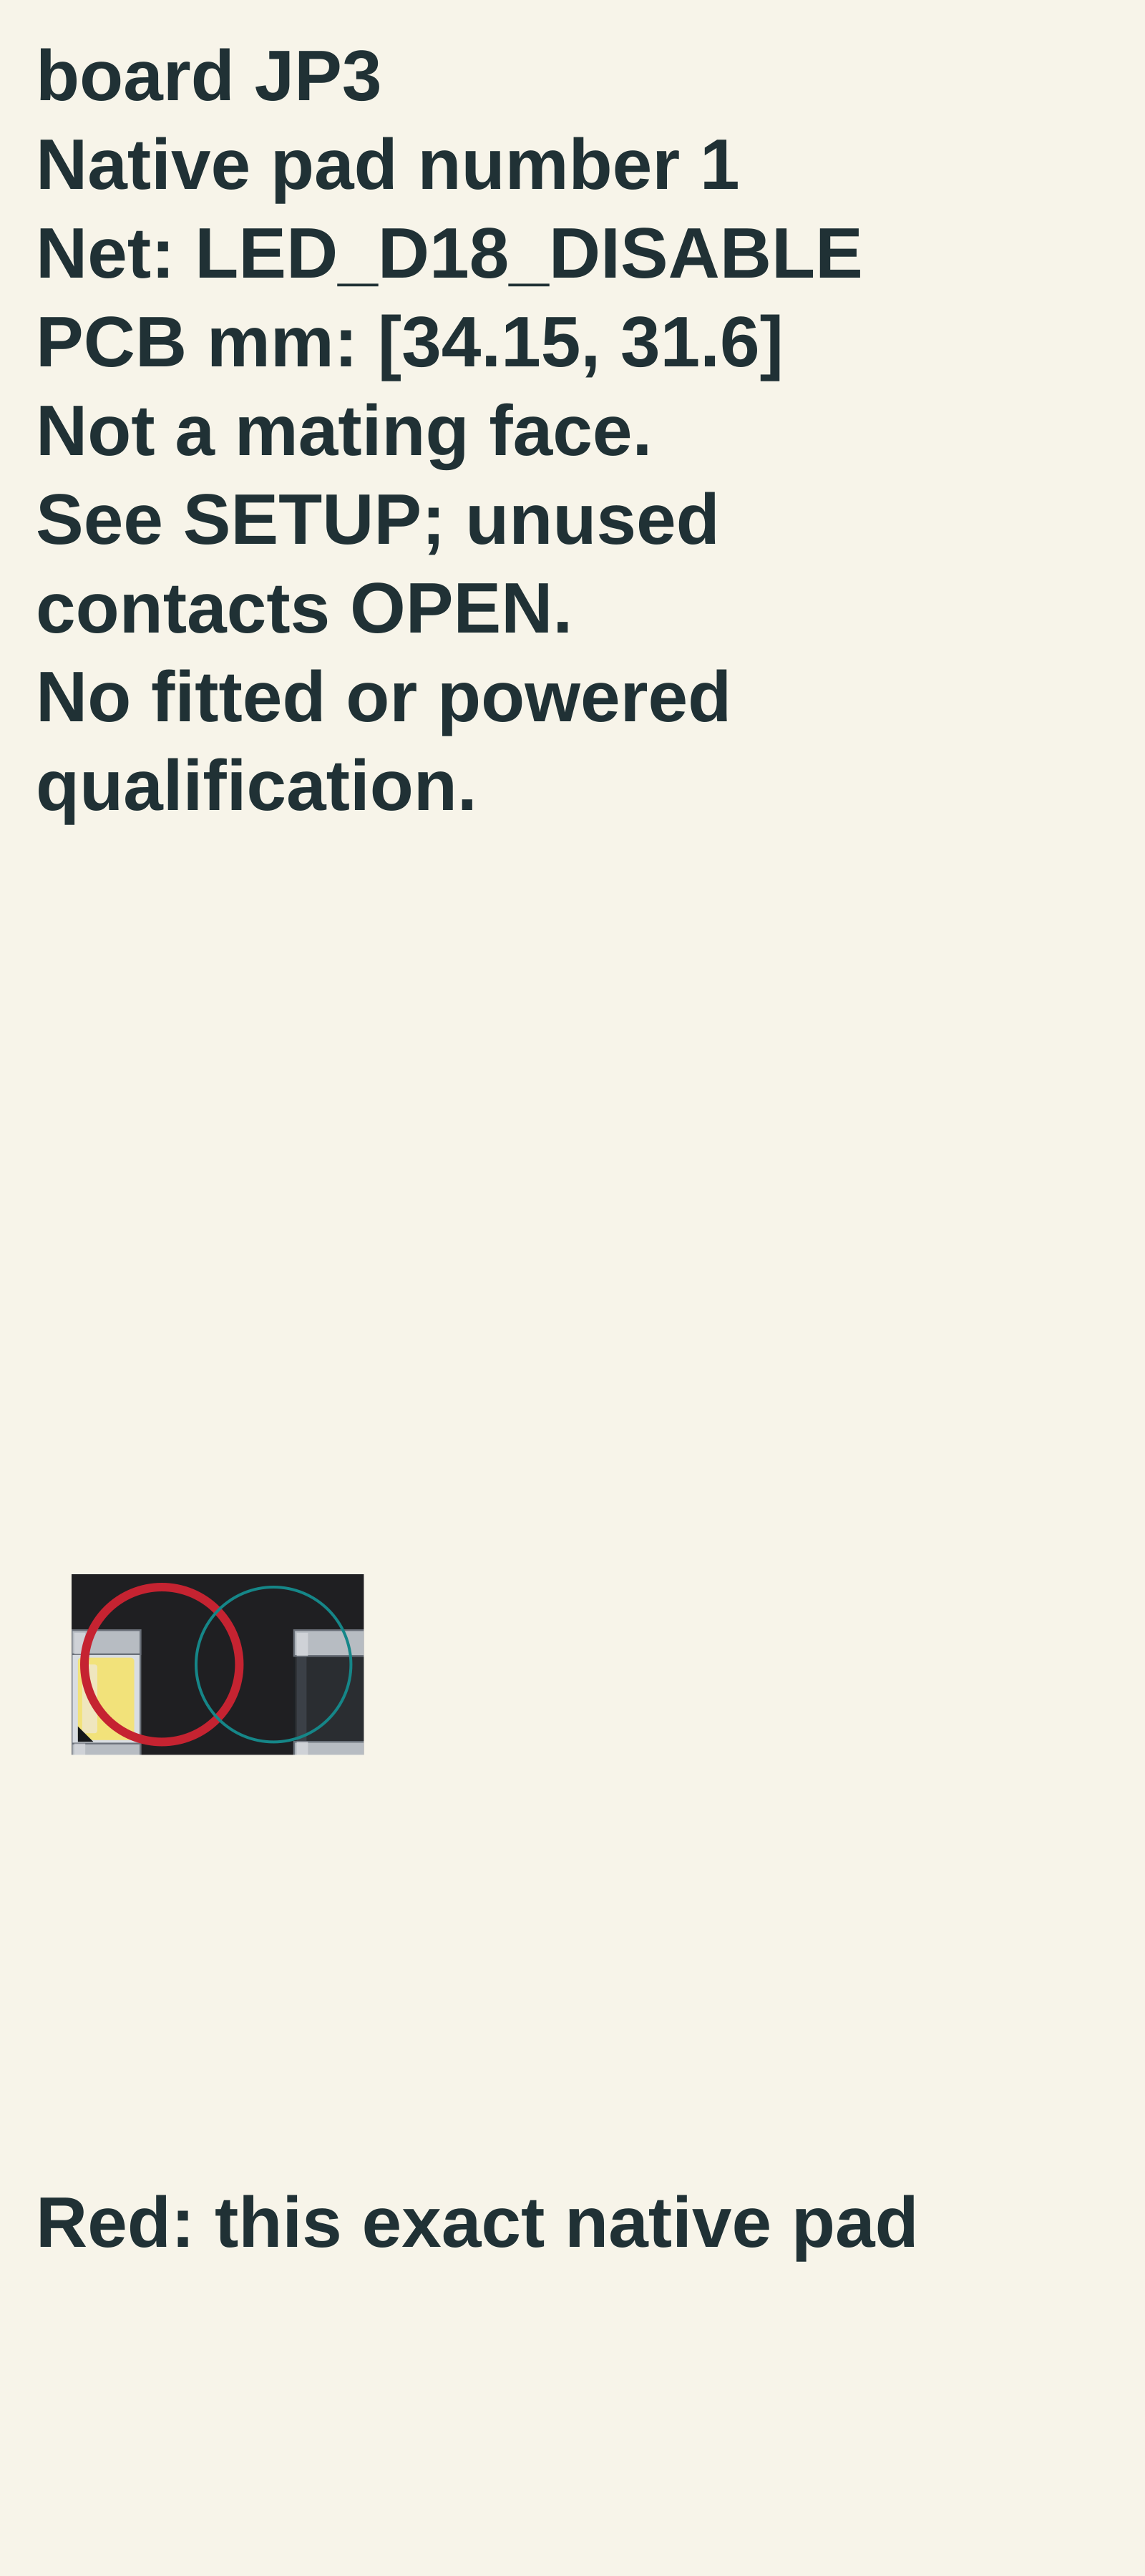 board JP3
Native pad number 1
Net: LED_D18_DISABLE
PCB mm: [34.15, 31.6]
Not a mating face.
See SETUP; unused
contacts OPEN.
No fitted or powered
qualification.
Red: this exact native pad